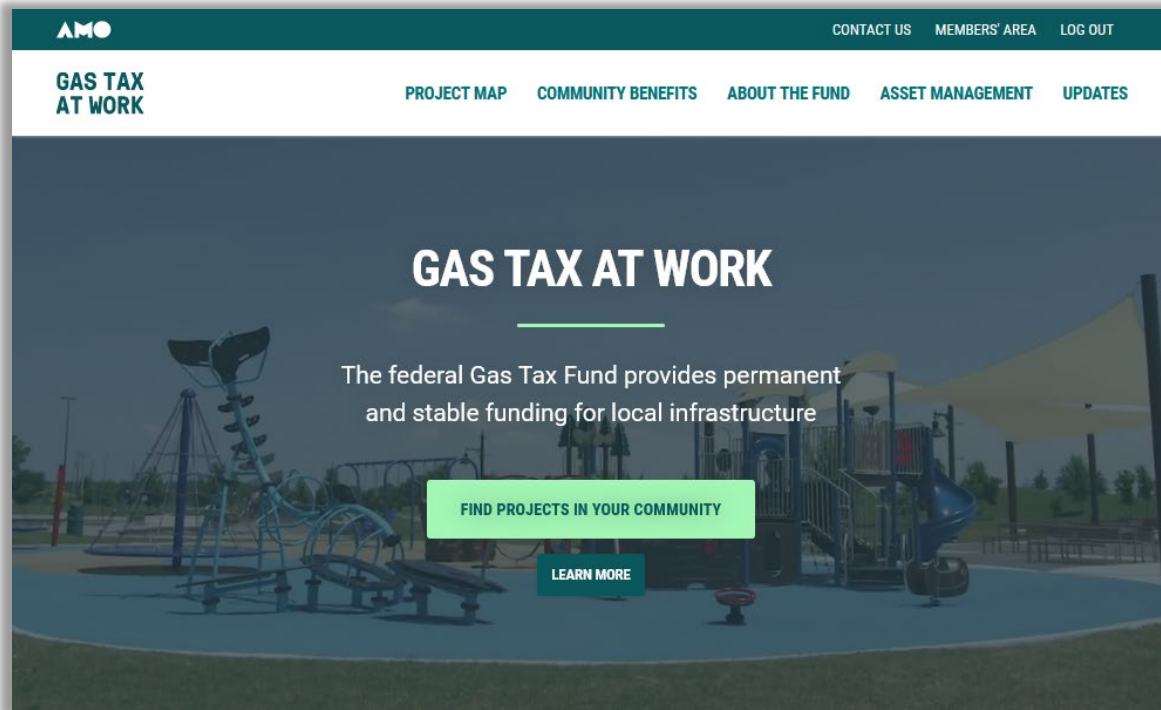 AMO
CONTACT US MEMBERS' AREA LOG OUT
GAS TAX
AT WORK
PROJECT MAP COMMUNITY BENEFITS ABOUT THE FUND ASSET MANAGEMENT UPDATES
GAS TAX AT WORK
The federal Gas Tax Fund provides permanent
and stable funding for local infrastructure
FIND PROJECTS IN YOUR COMMUNITY
LEARN MORE